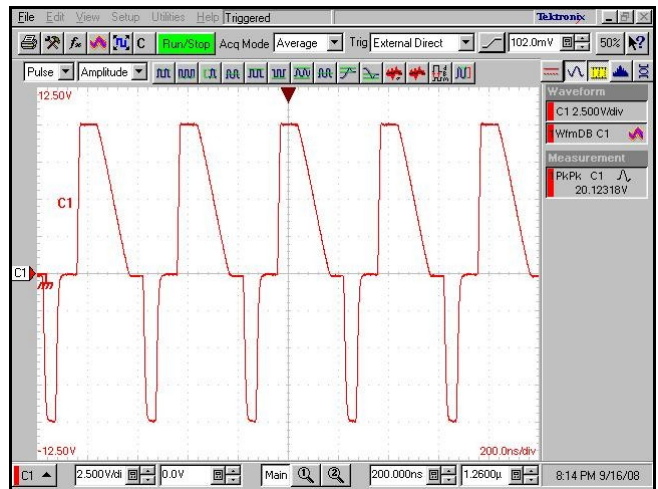 File Edit View Setup Utilities Help Triggered Tektronix
C Run/Stop Acq Mode Average Trig External Direct 102.0mV 50%
Pulse Amplitude
12.50V
Waveform
C1 2.500V/div
WfmDB C1
Measurement
PkPk C1
20.12318V
C1
C1
-12.50V
200.0ns/div
C1 2.500V/di 0.0V Main 200.000ns 1.2600µ 8:14 PM 9/16/08